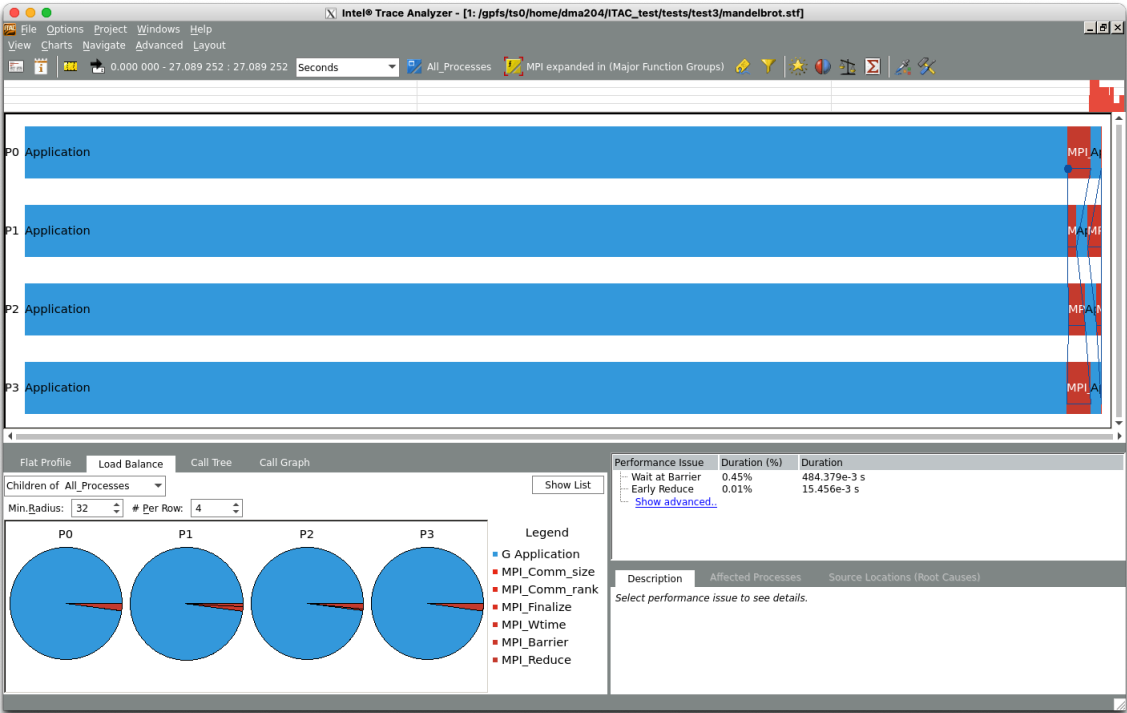 Intel® Trace Analyzer - [1: /gpfs/ts0/home/dma204/ITAC_test/tests/test3/mandelbrot.stf]
File Options Project Windows Help
View Charts Navigate Advanced Layout
0.000 000 - 27.089 252 : 27.089 252 Seconds All_Processes MPI expanded in (Major Function Groups)
P0 Application MPI Ap
P1 Application M Ap MP
P2 Application MP A M
P3 Application MPI_ Ap
Flat Profile Load Balance Call Tree Call Graph
Children of All_Processes Show List
Min.Radius: 32 # Per Row: 4
P0 P1 P2 P3
Legend
G Application
MPI_Comm_size
MPI_Comm_rank
MPI_Finalize
MPI_Wtime
MPI_Barrier
MPI_Reduce
Performance Issue Duration (%) Duration
Wait at Barrier 0.45% 484.379e-3 s
Early Reduce 0.01% 15.456e-3 s
Show advanced..
Description Affected Processes Source Locations (Root Causes)
Select performance issue to see details.